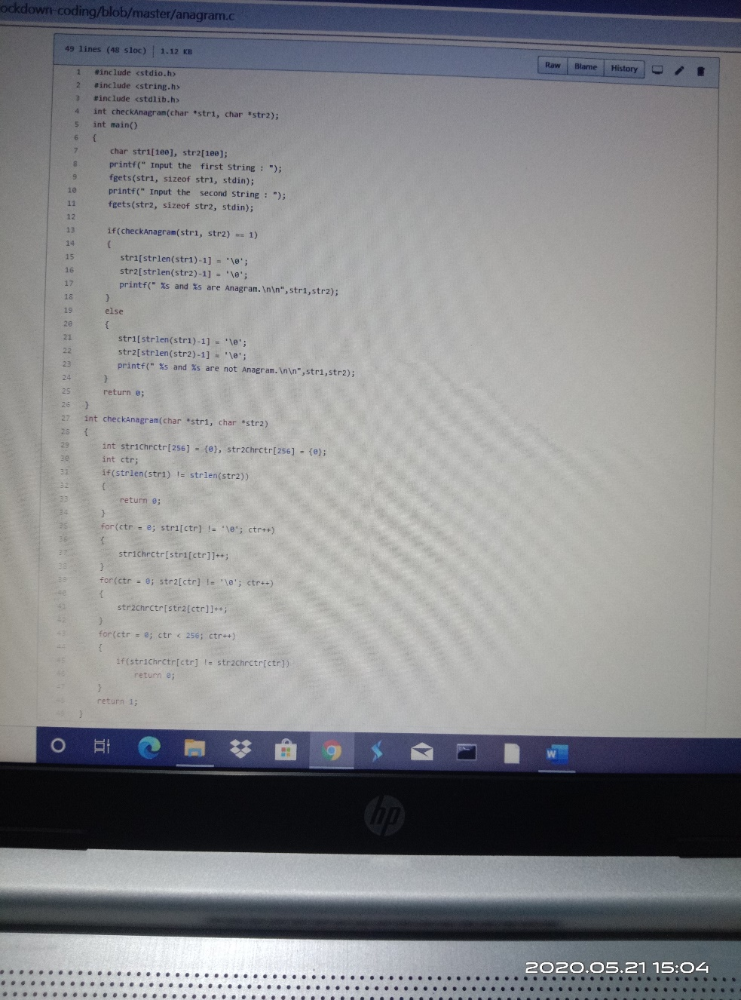 ockdown-coding/blob/master/anagram.c
49 lines (48 sloc) | 1.12 KB
Raw Blame History
1 #include <stdio.h>
2 #include <string.h>
3 #include <stdlib.h>
4 int checkAnagram(char *str1, char *str2);
5 int main()
6 {
7 char str1[100], str2[100];
8 printf(" Input the  first String : ");
9 fgets(str1, sizeof str1, stdin);
10 printf(" Input the  second String : ");
11 fgets(str2, sizeof str2, stdin);
12
13 if(checkAnagram(str1, str2) == 1)
14 {
15 str1[strlen(str1)-1] = '\0';
16 str2[strlen(str2)-1] = '\0';
17 printf(" %s and %s are Anagram.\n\n",str1,str2);
18 }
19 else
20 {
21 str1[strlen(str1)-1] = '\0';
22 str2[strlen(str2)-1] = '\0';
23 printf(" %s and %s are not Anagram.\n\n",str1,str2);
24 }
25 return 0;
26 }
27 int checkAnagram(char *str1, char *str2)
28 {
29 int str1ChrCtr[256] = {0}, str2ChrCtr[256] = {0};
30 int ctr;
31 if(strlen(str1) != strlen(str2))
32 {
33 return 0;
34 }
35 for(ctr = 0; str1[ctr] != '\0'; ctr++)
36 {
37 str1ChrCtr[str1[ctr]]++;
38 }
39 for(ctr = 0; str2[ctr] != '\0'; ctr++)
40 {
41 str2ChrCtr[str2[ctr]]++;
42 }
43 for(ctr = 0; ctr < 256; ctr++)
44 {
45 if(str1ChrCtr[ctr] != str2ChrCtr[ctr])
46 return 0;
47 }
48 return 1;
49 }
W
hp
2020.05.21 15:04